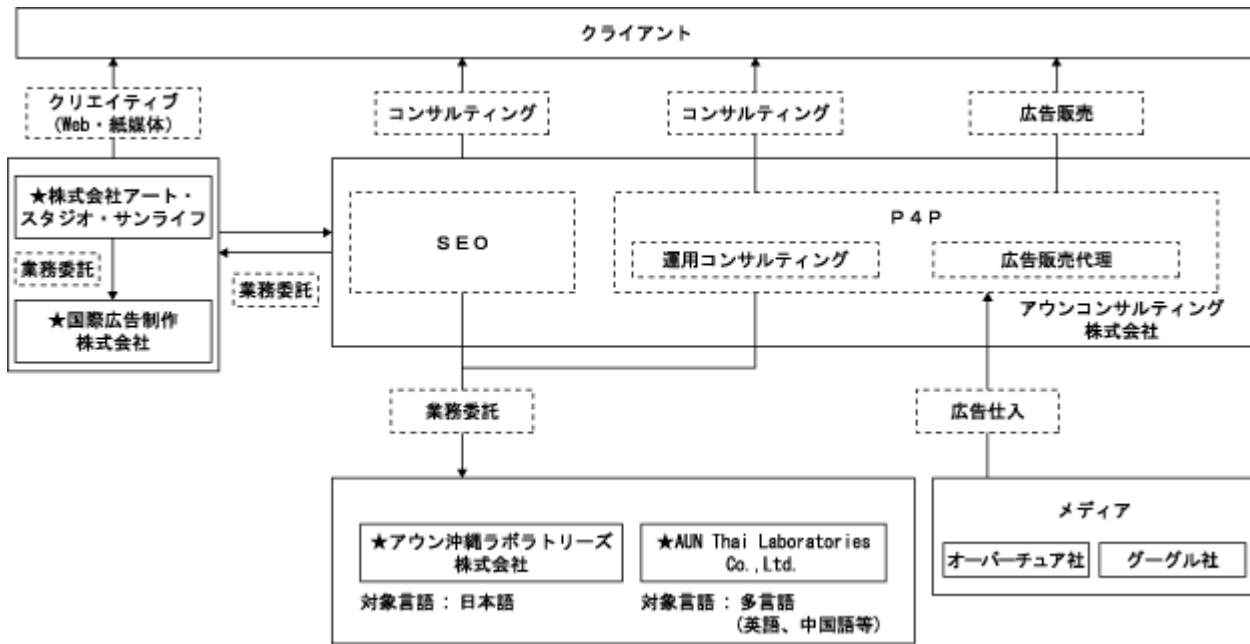 クライアント
クリエイティブ
(Web・紙媒体)
コンサルティング
コンサルティング
広告販売
★株式会社アート・
スタジオ・サンライフ
業務委託
★国際広告制作
株式会社
業務委託
SEO
P4P
運用コンサルティング
広告販売代理
アウンコンサルティング
株式会社
業務委託
広告仕入
★アウン沖縄ラボラトリーズ
株式会社
対象言語：日本語
★AUN Thai Laboratories
Co.,Ltd.
対象言語：多言語
(英語、中国語等)
メディア
オーバーチュア社
グーグル社